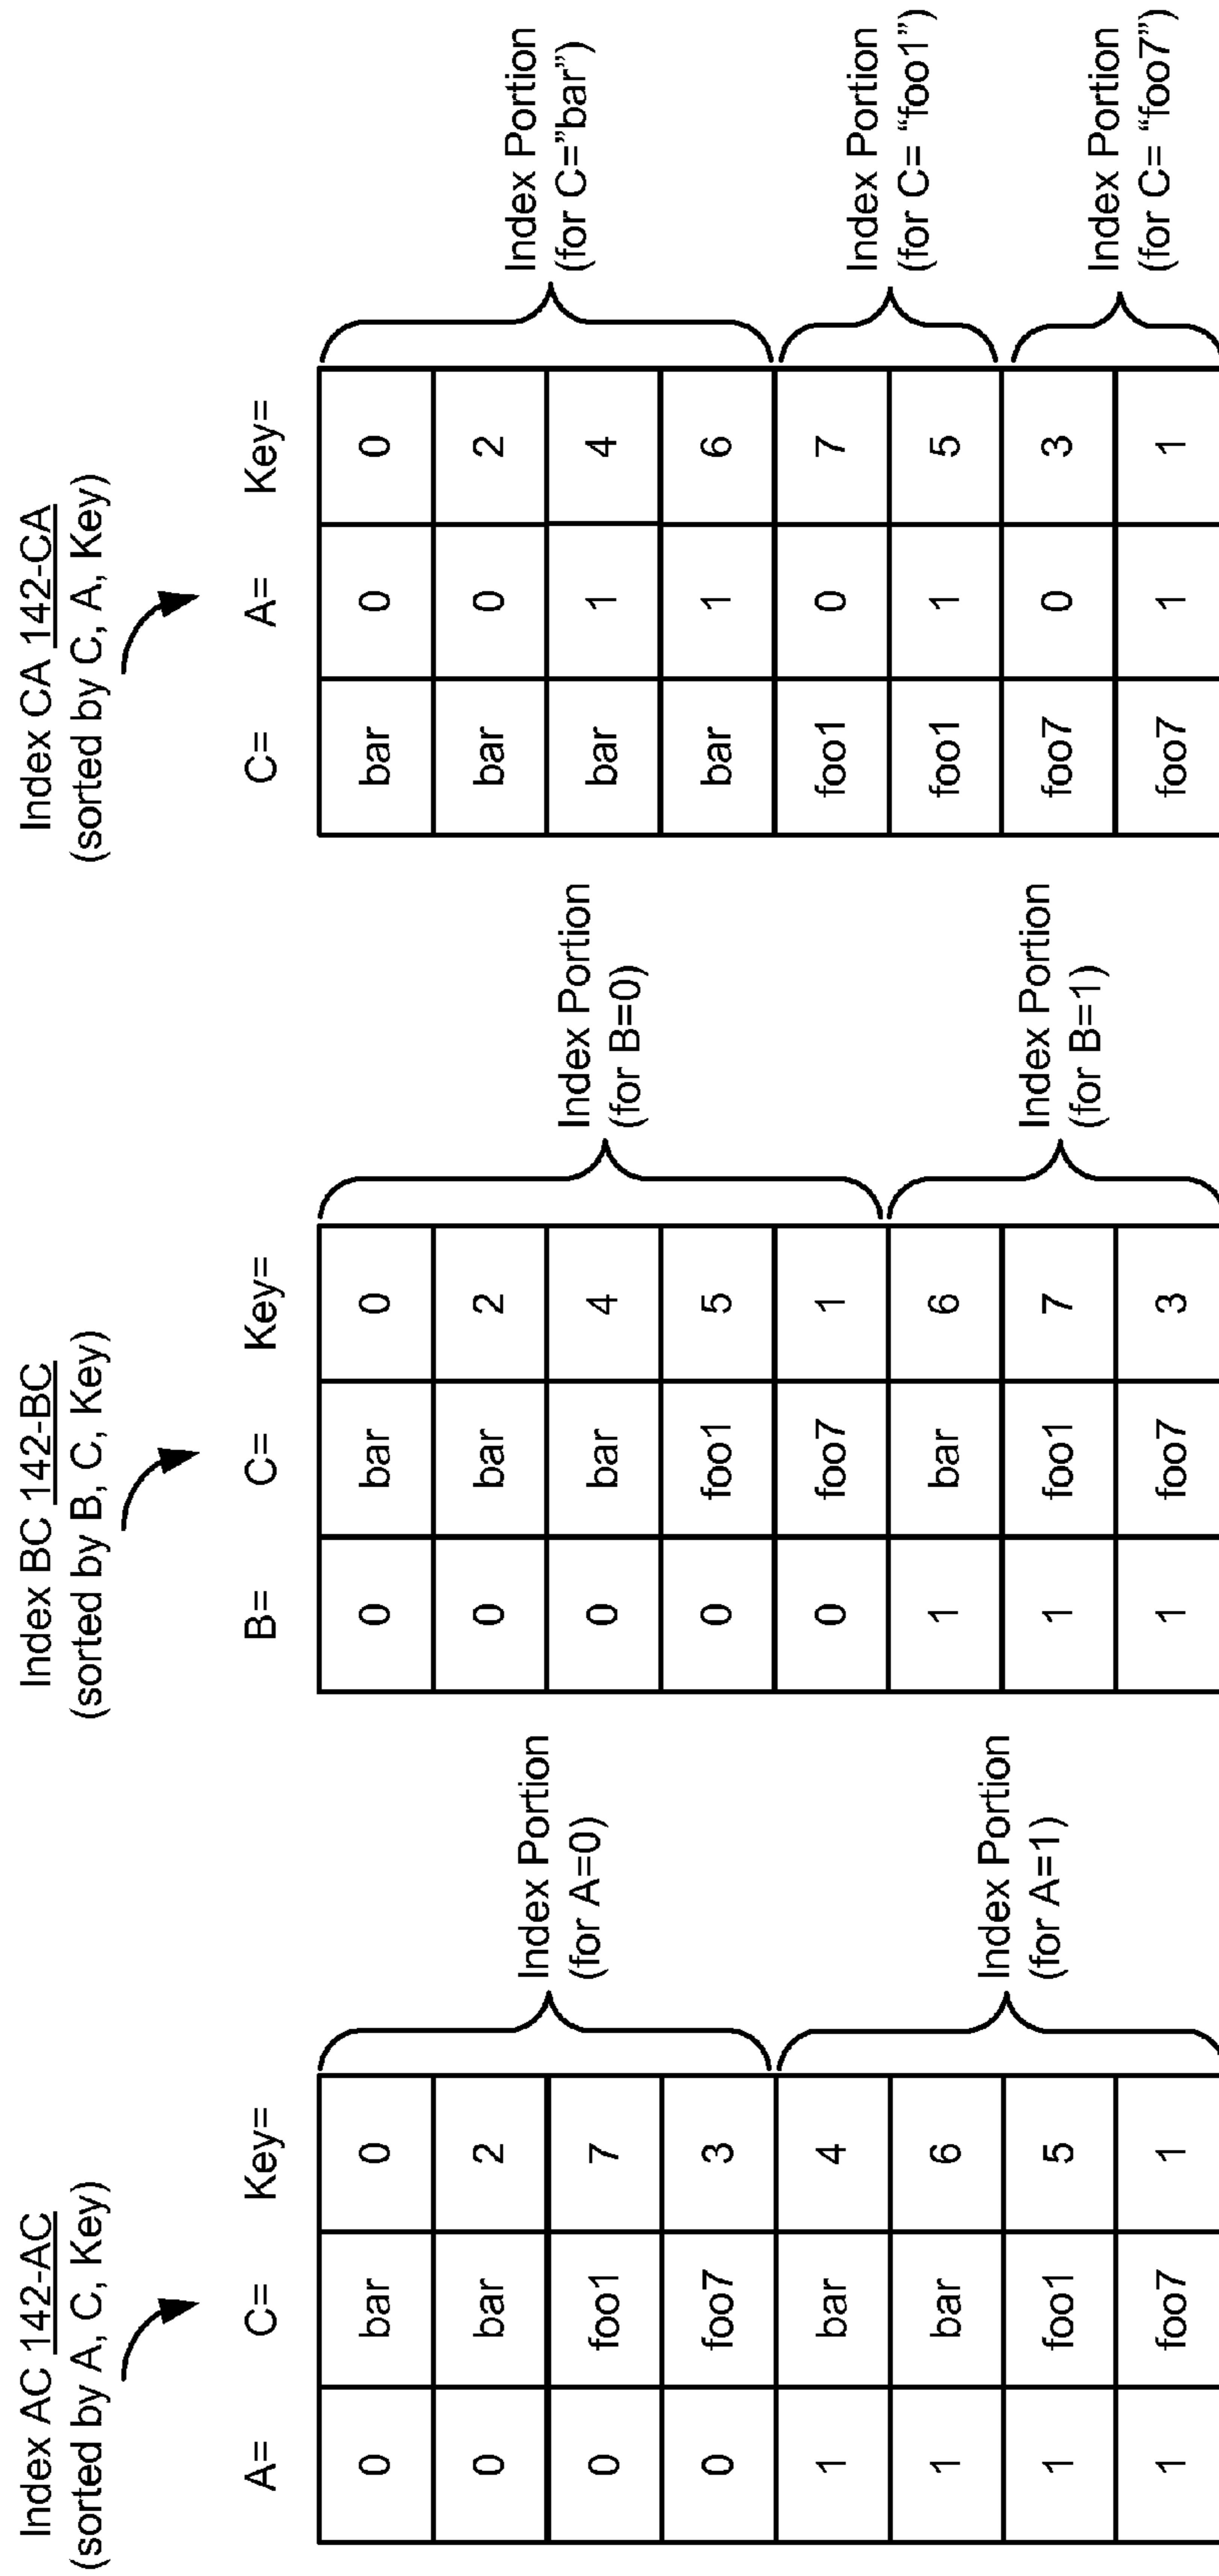 Index AC 142-AC
(sorted by A, C, Key)
A= C= Key=
0 bar 0
0 bar 2
0 foo1 7
0 foo7 3
1 bar 4
1 bar 6
1 foo1 5
1 foo7 1
Index Portion
(for A=0)
Index Portion
(for A=1)
Index BC 142-BC
(sorted by B, C, Key)
B= C= Key=
0 bar 0
0 bar 2
0 bar 4
0 foo1 5
0 foo7 1
1 bar 6
1 foo1 7
1 foo7 3
Index Portion
(for B=0)
Index Portion
(for B=1)
Index CA 142-CA
(sorted by C, A, Key)
C= A= Key=
bar 0 0
bar 0 2
bar 1 4
bar 1 6
foo1 0 7
foo1 1 5
foo7 0 3
foo7 1 1
Index Portion
(for C=”bar”)
Index Portion
(for C= “foo1”)
Index Portion
(for C= “foo7”)